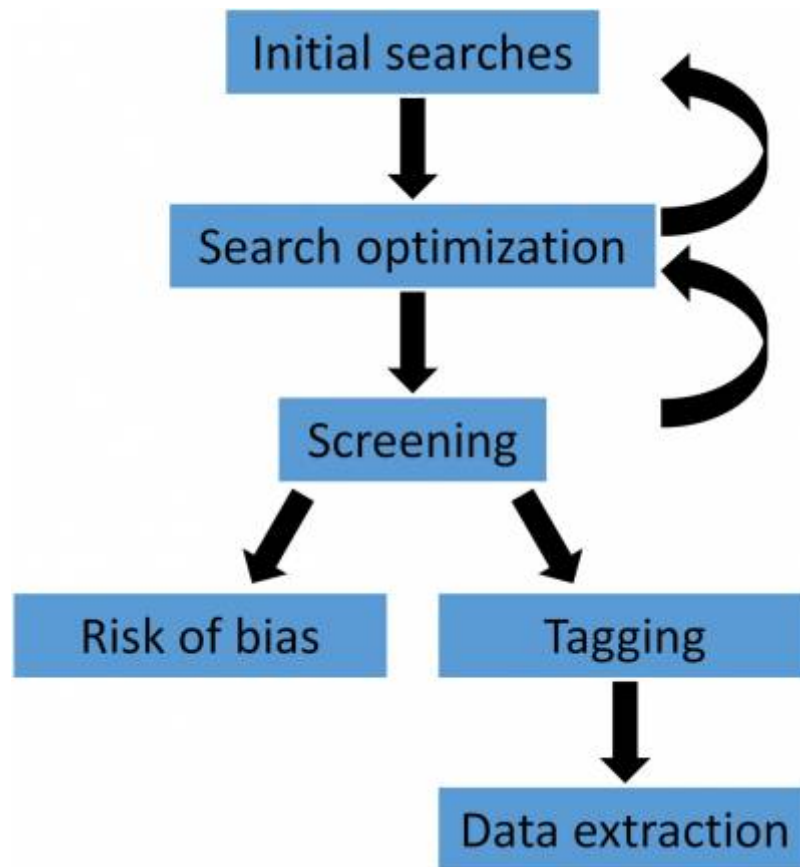 Initial searches
Search optimization
Screening
Risk of bias
Tagging
Data extraction